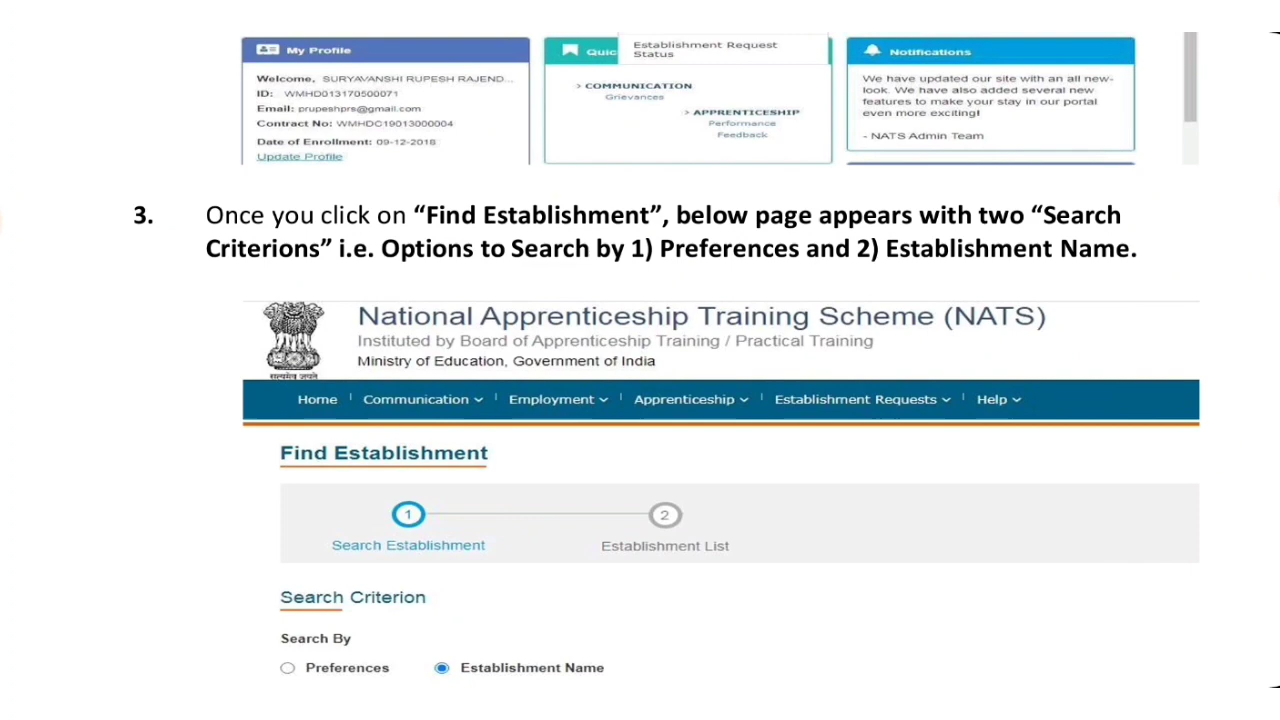 My Profile
Welcome, SURYAVANSHI RUPESH RAJEND...
ID: WMHD013170500071
Email: prupeshprs@gmail.com
Contract No: WMHDC19013000004
Date of Enrollment: 09-12-2018
Update Profile
Quic
Establishment Request
Status
> COMMUNICATION
Grievances
> APPRENTICESHIP
Performance
Feedback
Notifications
We have updated our site with an all new-
look. We have also added several new
features to make your stay in our portal
even more exciting!
- NATS Admin Team
3. Once you click on “Find Establishment”, below page appears with two “Search
Criterions” i.e. Options to Search by 1) Preferences and 2) Establishment Name.
National Apprenticeship Training Scheme (NATS)
Instituted by Board of Apprenticeship Training / Practical Training
Ministry of Education, Government of India
सत्यमेव जयते
Home Communication Employment Apprenticeship Establishment Requests Help
Find Establishment
1 2
Search Establishment Establishment List
Search Criterion
Search By
Preferences Establishment Name